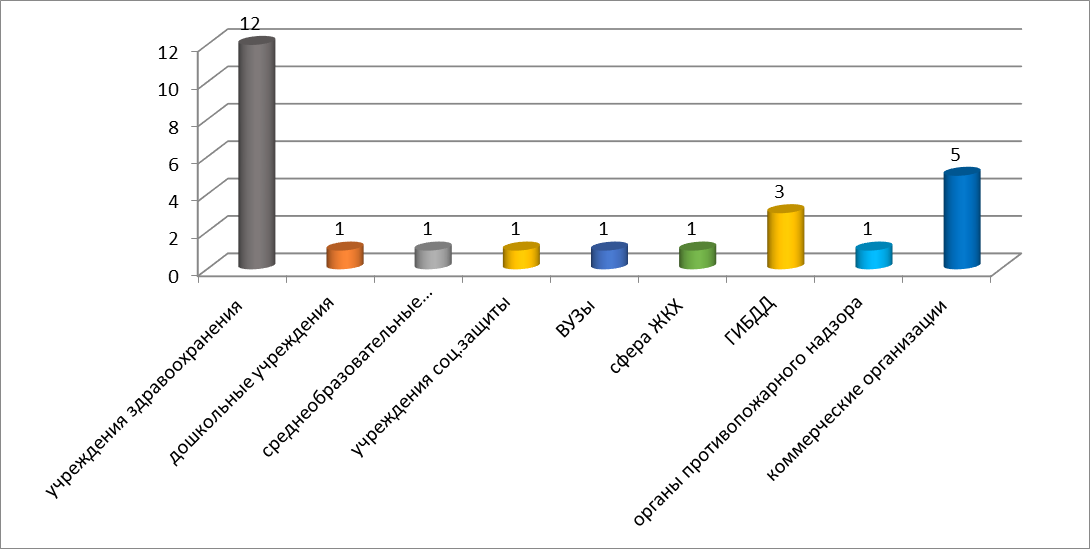 12
12
10
8
6
4
2
0
1
1
1
1
1
3
1
5
учреждения здравоохранения
дошкольные учреждения
среднеобразовательные...
учреждения соц,защиты
ВУЗы
сфера ЖКХ
ГИБДД
органы противопожарного надзора
коммерческие организации